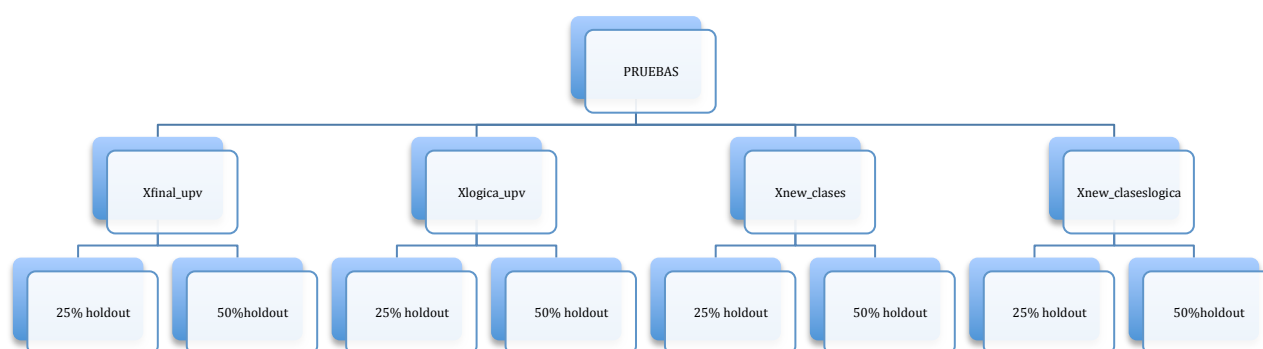 PRUEBAS
Xfinal_upv
Xlogica_upv
Xnew_clases
Xnew_claseslogica
25% holdout
50%holdout
25% holdout
50% holdout
25% holdout
50% holdout
25% holdout
50%holdout